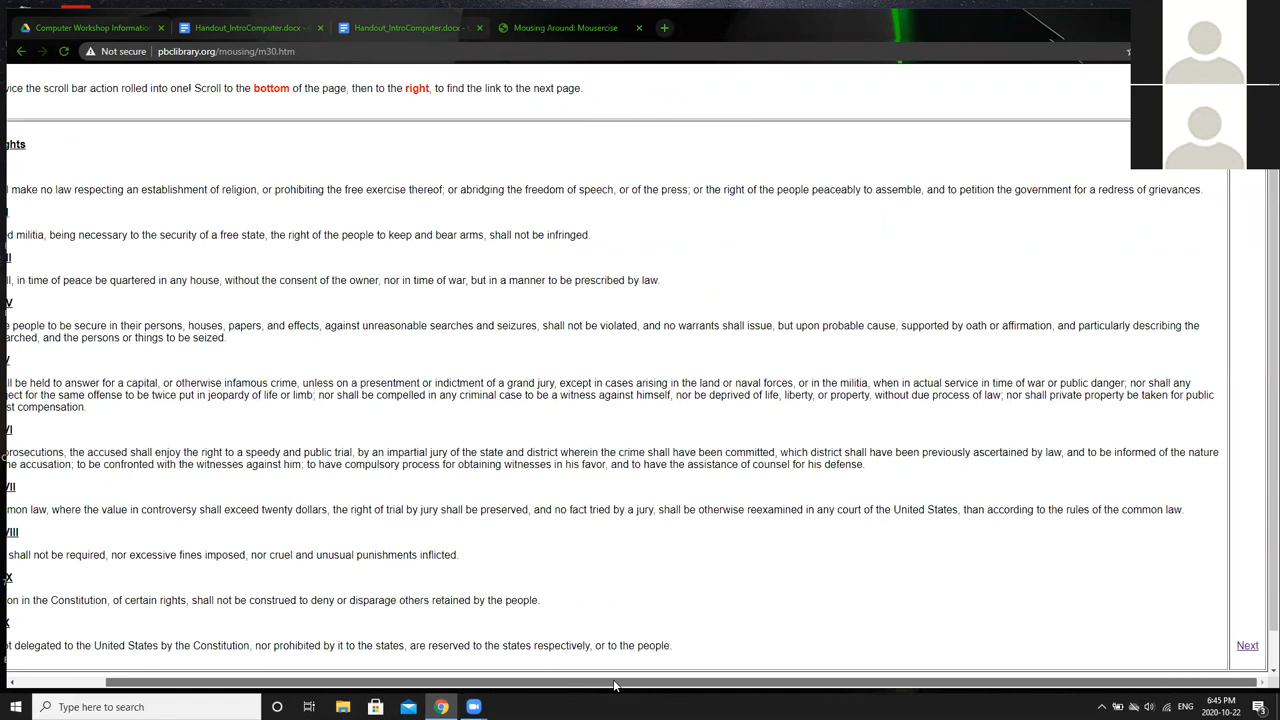 Computer Workshop Information
Handout_IntroComputer.docx - 
Handout_IntroComputer.docx - 
Mousing Around: Mousercise
Not secure
pbclibrary.org/mousing/m30.htm
wice the scroll bar action rolled into one! Scroll to the bottom of the page, then to the right, to find the link to the next page.
ghts
l make no law respecting an establishment of religion, or prohibiting the free exercise thereof; or abridging the freedom of speech, or of the press; or the right of the people peaceably to assemble, and to petition the government for a redress of grievances.
I
ed militia, being necessary to the security of a free state, the right of the people to keep and bear arms, shall not be infringed.
II
ll, in time of peace be quartered in any house, without the consent of the owner, nor in time of war, but in a manner to be prescribed by law.
V
e people to be secure in their persons, houses, papers, and effects, against unreasonable searches and seizures, shall not be violated, and no warrants shall issue, but upon probable cause, supported by oath or affirmation, and particularly describing the
arched, and the persons or things to be seized.
V
ll be held to answer for a capital, or otherwise infamous crime, unless on a presentment or indictment of a grand jury, except in cases arising in the land or naval forces, or in the militia, when in actual service in time of war or public danger; nor shall any
ject for the same offense to be twice put in jeopardy of life or limb; nor shall be compelled in any criminal case to be a witness against himself, nor be deprived of life, liberty, or property, without due process of law; nor shall private property be taken for public
st compensation.
VI
prosecutions, the accused shall enjoy the right to a speedy and public trial, by an impartial jury of the state and district wherein the crime shall have been committed, which district shall have been previously ascertained by law, and to be informed of the nature
he accusation; to be confronted with the witnesses against him; to have compulsory process for obtaining witnesses in his favor, and to have the assistance of counsel for his defense.
VII
mon law, where the value in controversy shall exceed twenty dollars, the right of trial by jury shall be preserved, and no fact tried by a jury, shall be otherwise reexamined in any court of the United States, than according to the rules of the common law.
VIII
shall not be required, nor excessive fines imposed, nor cruel and unusual punishments inflicted.
X
on in the Constitution, of certain rights, shall not be construed to deny or disparage others retained by the people.
X
ot delegated to the United States by the Constitution, nor prohibited by it to the states, are reserved to the states respectively, or to the people.
Next
Type here to search
ENG
6:45 PM
2020-10-22
3